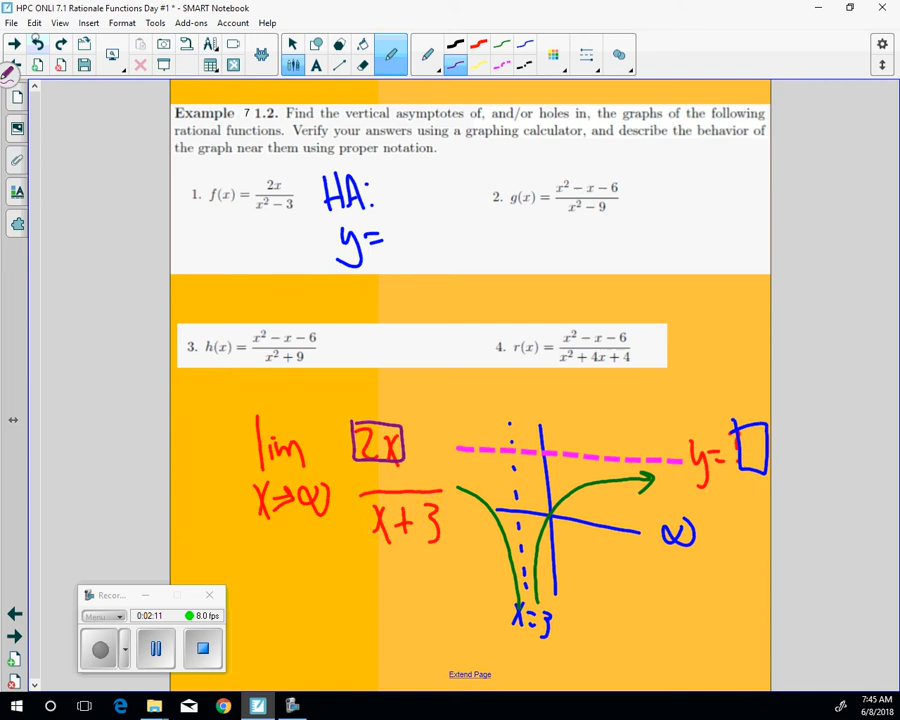 HPC ONLI 7.1 Rationale Functions Day #1 * - SMART Notebook
File Edit View Insert Format Tools Add-ons Account Help
Example 7 1.2. Find the vertical asymptotes of, and/or holes in, the graphs of the following
rational functions. Verify your answers using a graphing calculator, and describe the behavior of
the graph near them using proper notation.
1. f(x) = 2x / x² − 3
HA:
y=
2. g(x) = x² − x − 6 / x² − 9
3. h(x) = x² − x − 6 / x² + 9
4. r(x) = x² − x − 6 / x² + 4x + 4
lim x→∞ 2x / x+3
y=
∞
x=3
Recor...
Menu
0:02:11
8.0 fps
Extend Page
7:45 AM
6/8/2018